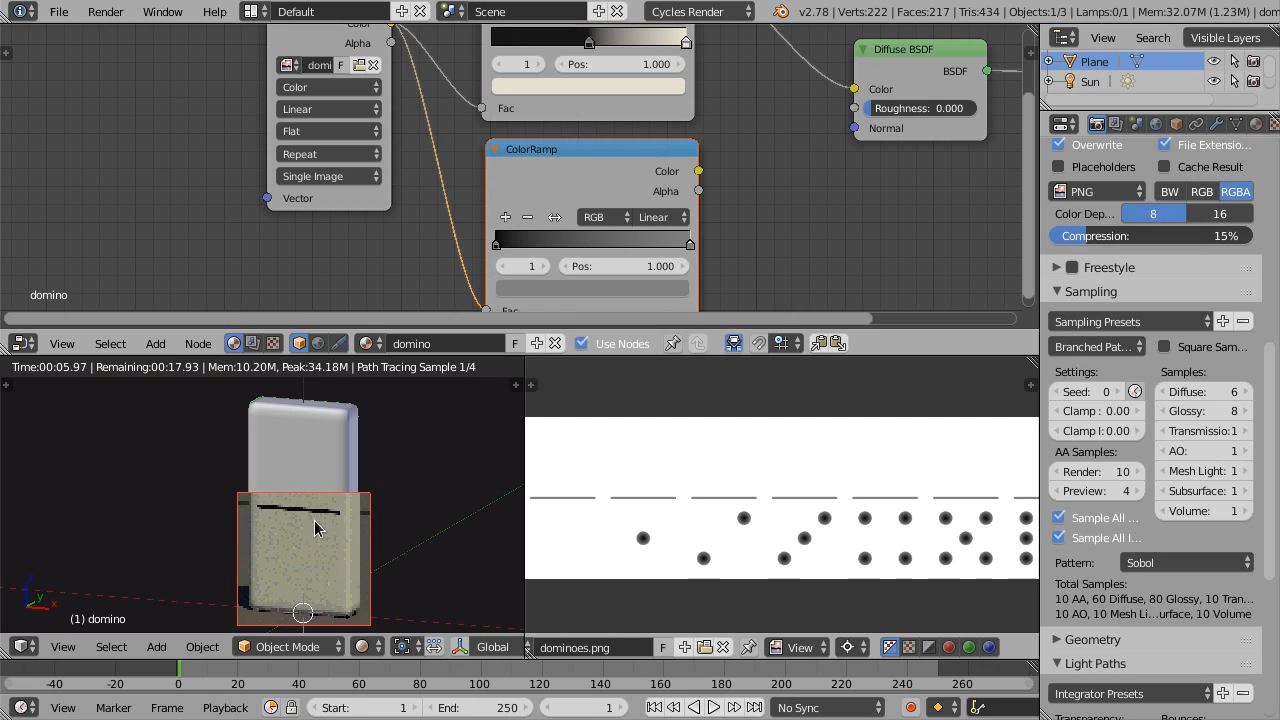 File Render Window Help Default Scene Cycles Render v2.78 | Verts:222 | Faces:217 | Tris:434 | Objects:1/3 | Lamps:0/1 | Mem:32.07M (1.23M) | dom
Color
Alpha
domi F
Color
Linear
Flat
Repeat
Single Image
Vector
1 Pos: 1.000
Fac
ColorRamp
Color
Alpha
RGB Linear
1 Pos: 1.000
Fac
Diffuse BSDF
BSDF
Color
Roughness: 0.000
Normal
domino
View Select Add Node domino F Use Nodes
View Search Visible Layers
Plane
Sun
Overwrite File Extensio...
Placeholders Cache Result
PNG BW RGB RGBA
Color Dep... 8 16
Compression: 15%
Freestyle
Sampling
Sampling Presets
Branched Pat... Square Sam...
Settings: Samples:
Seed: 0 Diffuse: 6
Clamp : 0.00 Glossy: 8
Clamp I: 0.00 Transmissio: 1
AA Samples: AO: 1
Render: 10 Mesh Light: 1
Preview: 4 Subsurface: 1
Sample All ... Volume: 1
Sample All I...
Pattern: Sobol
Total Samples:
10 AA, 60 Diffuse, 80 Glossy, 10 Tran...
10 AO, 10 Mesh Li...urface, 10 Volume
Geometry
Light Paths
Integrator Presets
Time:00:05.97 | Remaining:00:17.93 | Mem:10.20M, Peak:34.18M | Path Tracing Sample 1/4
z
y
x
(1) domino
View Select Add Object Object Mode Global
dominoes.png F View
-40 -20 0 20 40 60 80 100 120 140 160 180 200 220 240 260 280
View Marker Frame Playback Start: 1 End: 250 1 No Sync